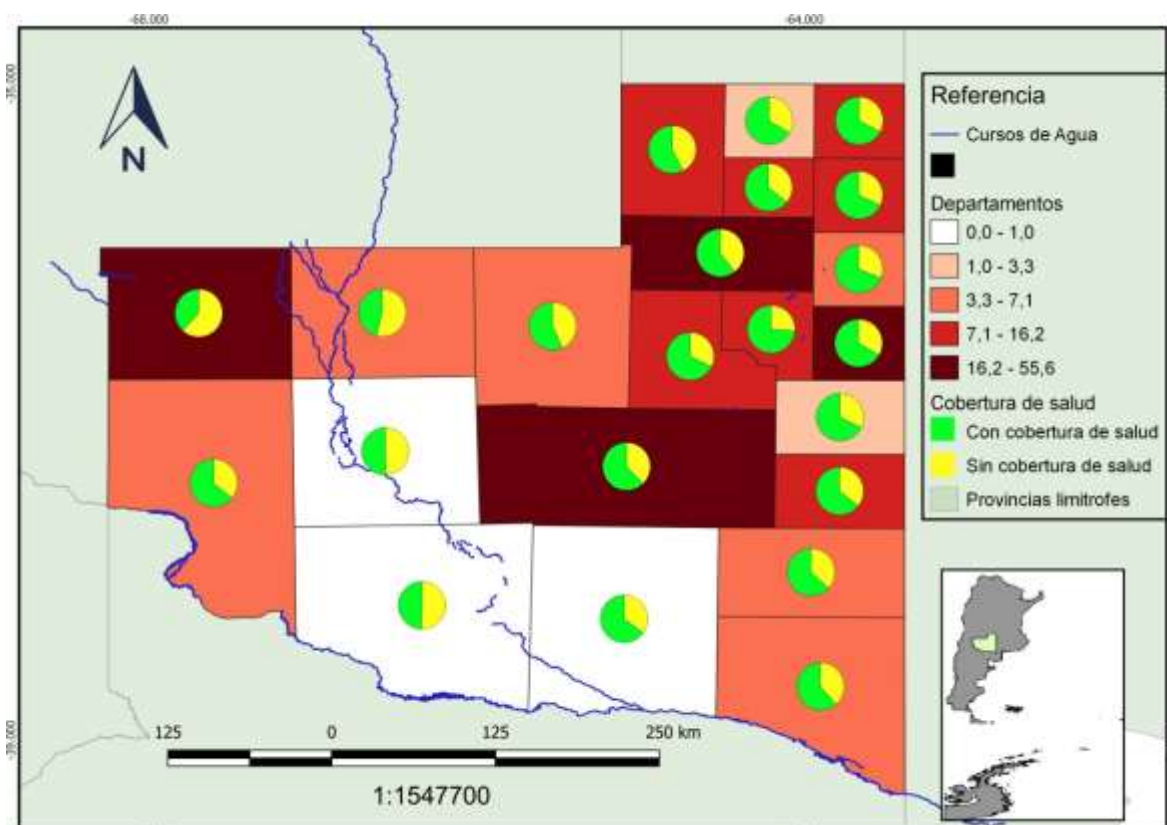 -68.000
-64.000
-35.000
-39.000
N
Referencia
Cursos de Agua
Departamentos
0,0 - 1,0
1,0 - 3,3
3,3 - 7,1
7,1 - 16,2
16,2 - 55,6
Cobertura de salud
Con cobertura de salud
Sin cobertura de salud
Provincias limitrofes
125 0 125 250 km
1:1547700